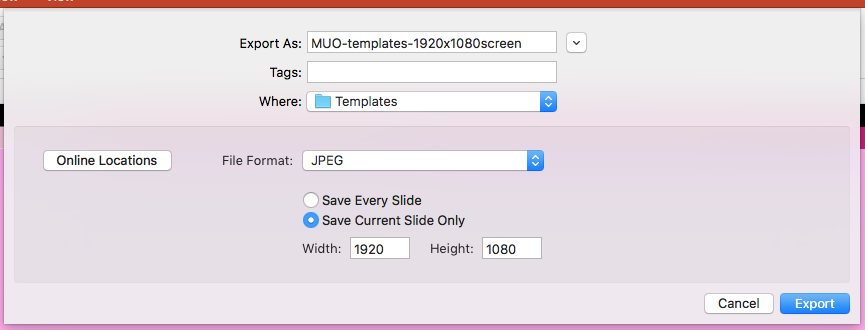 Export As: MUO-templates-1920x1080screen
Tags:
Where: Templates
Online Locations File Format: JPEG
Save Every Slide
Save Current Slide Only
Width: 1920 Height: 1080
Cancel Export